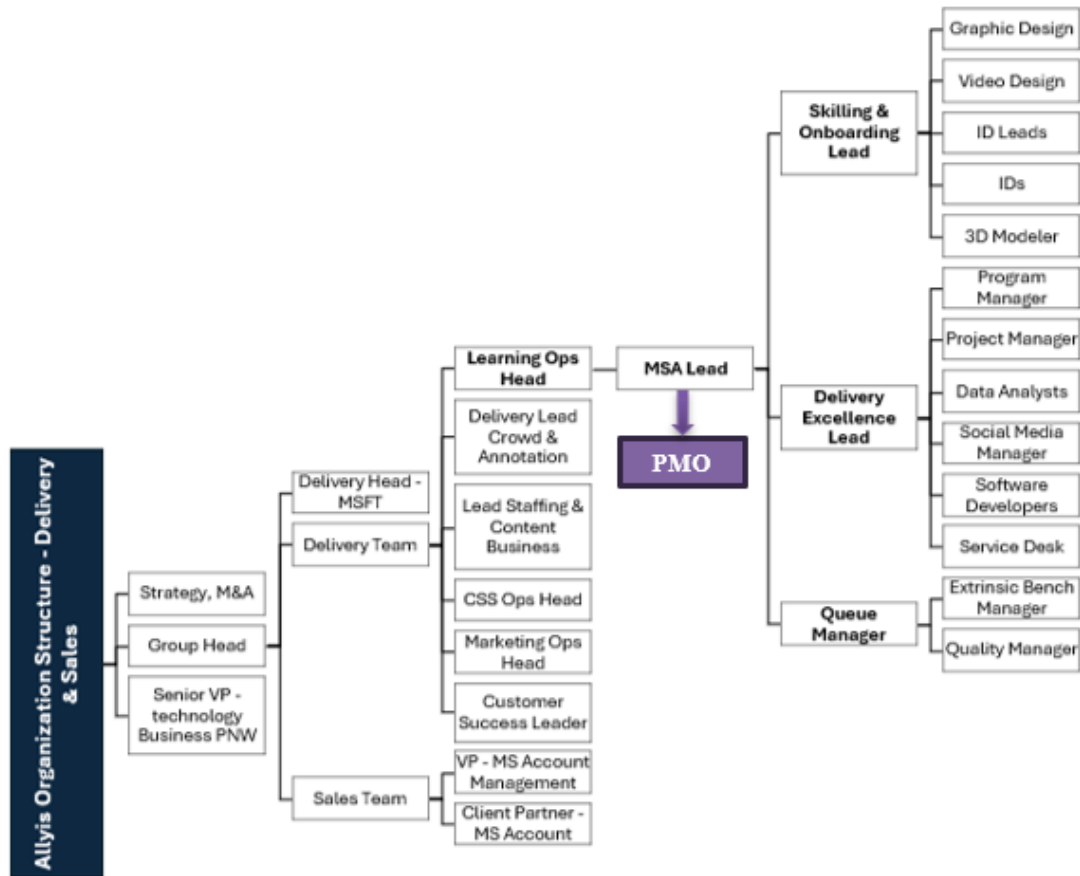 Allyis Organization Structure - Delivery
& Sales
Strategy, M&A
Group Head
Senior VP -
technology
Business PNW
Delivery Head -
MSFT
Delivery Team
Sales Team
Learning Ops
Head
Delivery Lead
Crowd &
Annotation
Lead Staffing &
Content
Business
CSS Ops Head
Marketing Ops
Head
Customer
Success Leader
VP - MS Account
Management
Client Partner -
MS Account
MSA Lead
PMO
Skilling &
Onboarding
Lead
Delivery
Excellence
Lead
Queue
Manager
Graphic Design
Video Design
ID Leads
IDs
3D Modeler
Program
Manager
Project Manager
Data Analysts
Social Media
Manager
Software
Developers
Service Desk
Extrinsic Bench
Manager
Quality Manager